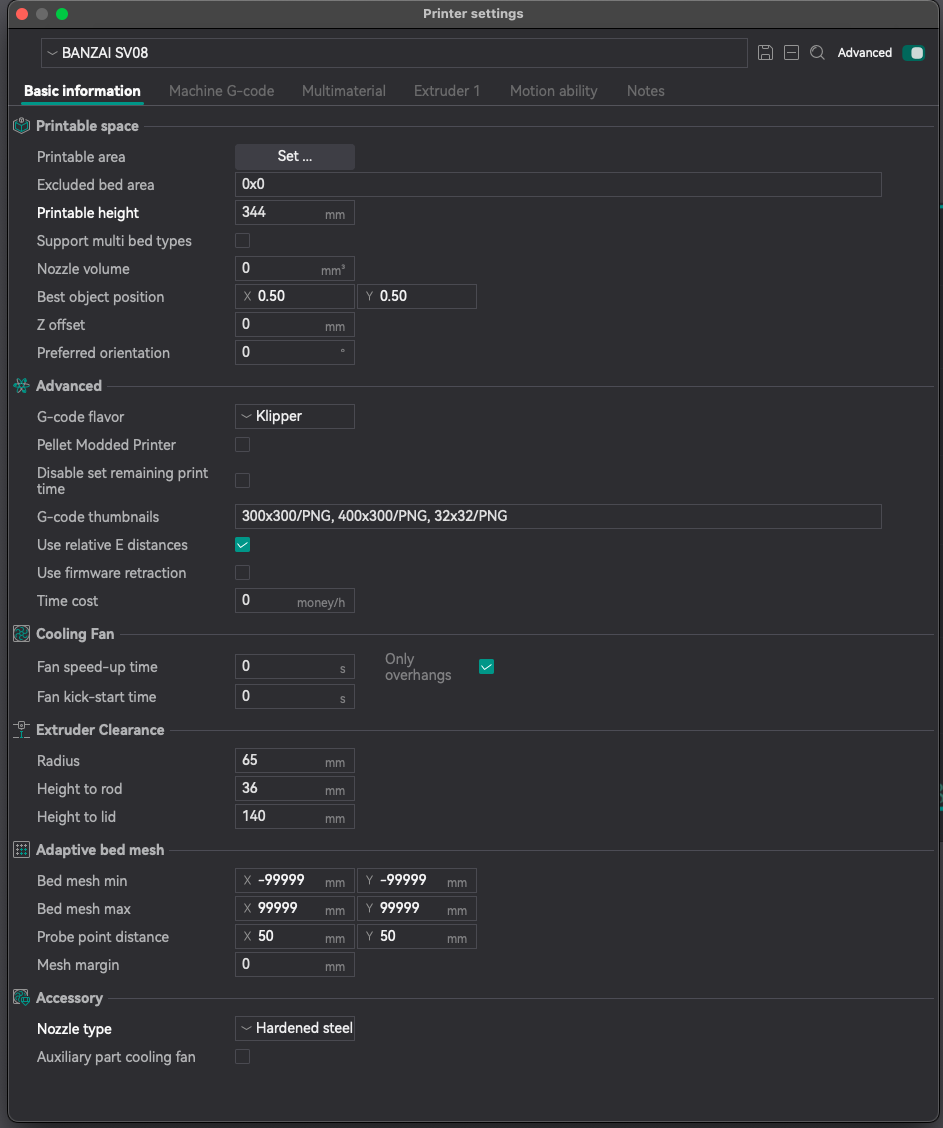 Printer settings
BANZAI SV08
Advanced
Basic information Machine G-code Multimaterial Extruder 1 Motion ability Notes
Printable space
Printable area Set ...
Excluded bed area 0x0
Printable height 344 mm
Support multi bed types
Nozzle volume 0 mm³
Best object position X 0.50 Y 0.50
Z offset 0 mm
Preferred orientation 0 °
Advanced
G-code flavor Klipper
Pellet Modded Printer
Disable set remaining print
time
G-code thumbnails 300x300/PNG, 400x300/PNG, 32x32/PNG
Use relative E distances
Use firmware retraction
Time cost 0 money/h
Cooling Fan
Fan speed-up time 0 s Only
overhangs
Fan kick-start time 0 s
Extruder Clearance
Radius 65 mm
Height to rod 36 mm
Height to lid 140 mm
Adaptive bed mesh
Bed mesh min X -99999 mm Y -99999 mm
Bed mesh max X 99999 mm Y 99999 mm
Probe point distance X 50 mm Y 50 mm
Mesh margin 0 mm
Accessory
Nozzle type Hardened steel
Auxiliary part cooling fan